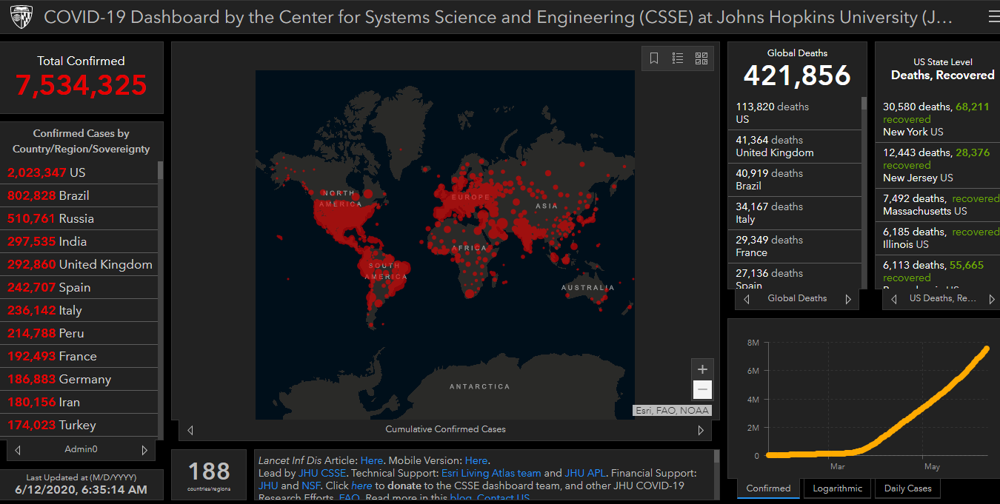 COVID-19 Dashboard by the Center for Systems Science and Engineering (CSSE) at Johns Hopkins University (J...
Total Confirmed
7,534,325
Confirmed Cases by
Country/Region/Sovereignty
2,023,347 US
802,828 Brazil
510,761 Russia
297,535 India
292,860 United Kingdom
242,707 Spain
236,142 Italy
214,788 Peru
192,493 France
186,883 Germany
180,156 Iran
174,023 Turkey
Admin0
Last Updated at (M/D/YYYY)
6/12/2020, 6:35:14 AM
NORTH
AMERICA
EUROPE
ASIA
AFRICA
SOUTH
AMERICA
AUSTRALIA
ANTARCTICA
+
−
Esri, FAO, NOAA
Cumulative Confirmed Cases
188
countries/regions
Lancet Inf Dis Article: Here. Mobile Version: Here.
Lead by JHU CSSE. Technical Support: Esri Living Atlas team and JHU APL. Financial Support:
JHU and NSF. Click here to donate to the CSSE dashboard team, and other JHU COVID-19
Research Efforts. FAQ. Read more in this blog. Contact US.
Global Deaths
421,856
113,820 deaths
US
41,364 deaths
United Kingdom
40,919 deaths
Brazil
34,167 deaths
Italy
29,349 deaths
France
27,136 deaths
Spain
Global Deaths
US State Level
Deaths, Recovered
30,580 deaths, 68,211
recovered
New York US
12,443 deaths, 28,376
recovered
New Jersey US
7,492 deaths, recovered
Massachusetts US
6,185 deaths, recovered
Illinois US
6,113 deaths, 55,665
recovered
US Deaths, Re...
8M
6M
4M
2M
0
Mar
May
Confirmed
Logarithmic
Daily Cases